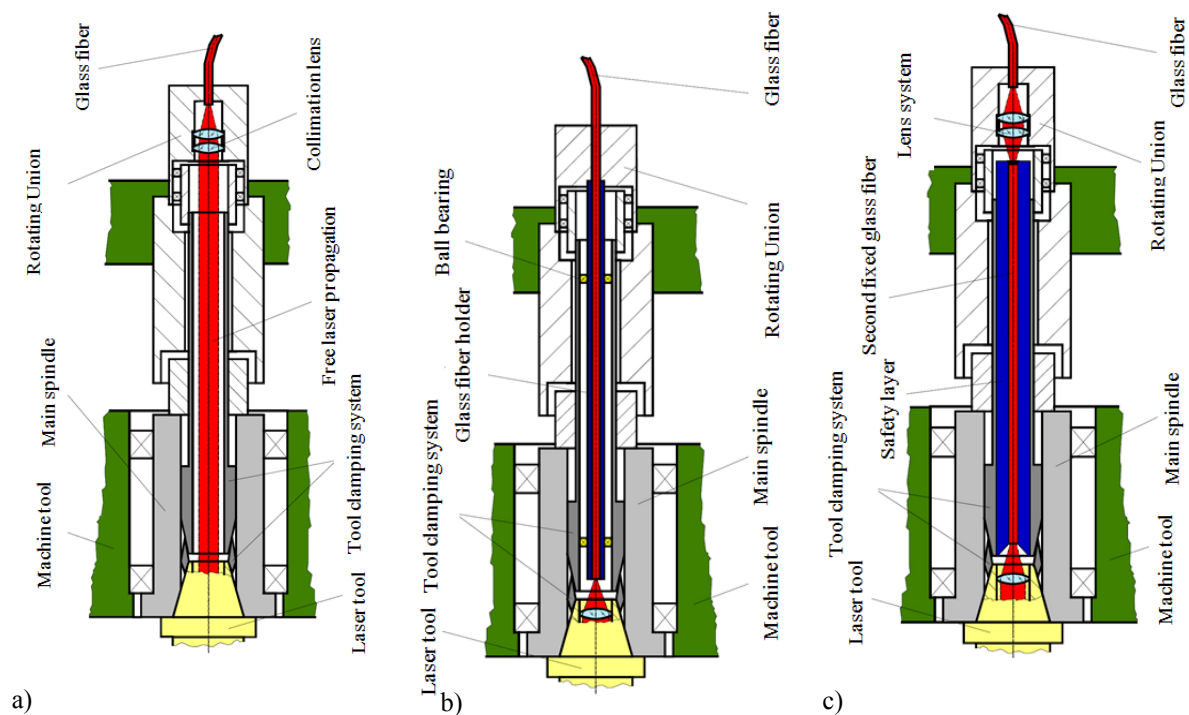 Glass fiber
Collimation lens
Rotating Union
Free laser propagation
Main spindle
Tool clamping system
Machine tool
Laser tool
a)
Glass fiber
Ball bearing
Rotating Union
Glass fiber holder
Tool clamping system
Main spindle
Machine tool
Laser tool
b)
Glass fiber
Lens system
Rotating Union
Second fixed glass fiber
Safety layer
Main spindle
Tool clamping system
Machine tool
Laser tool
c)